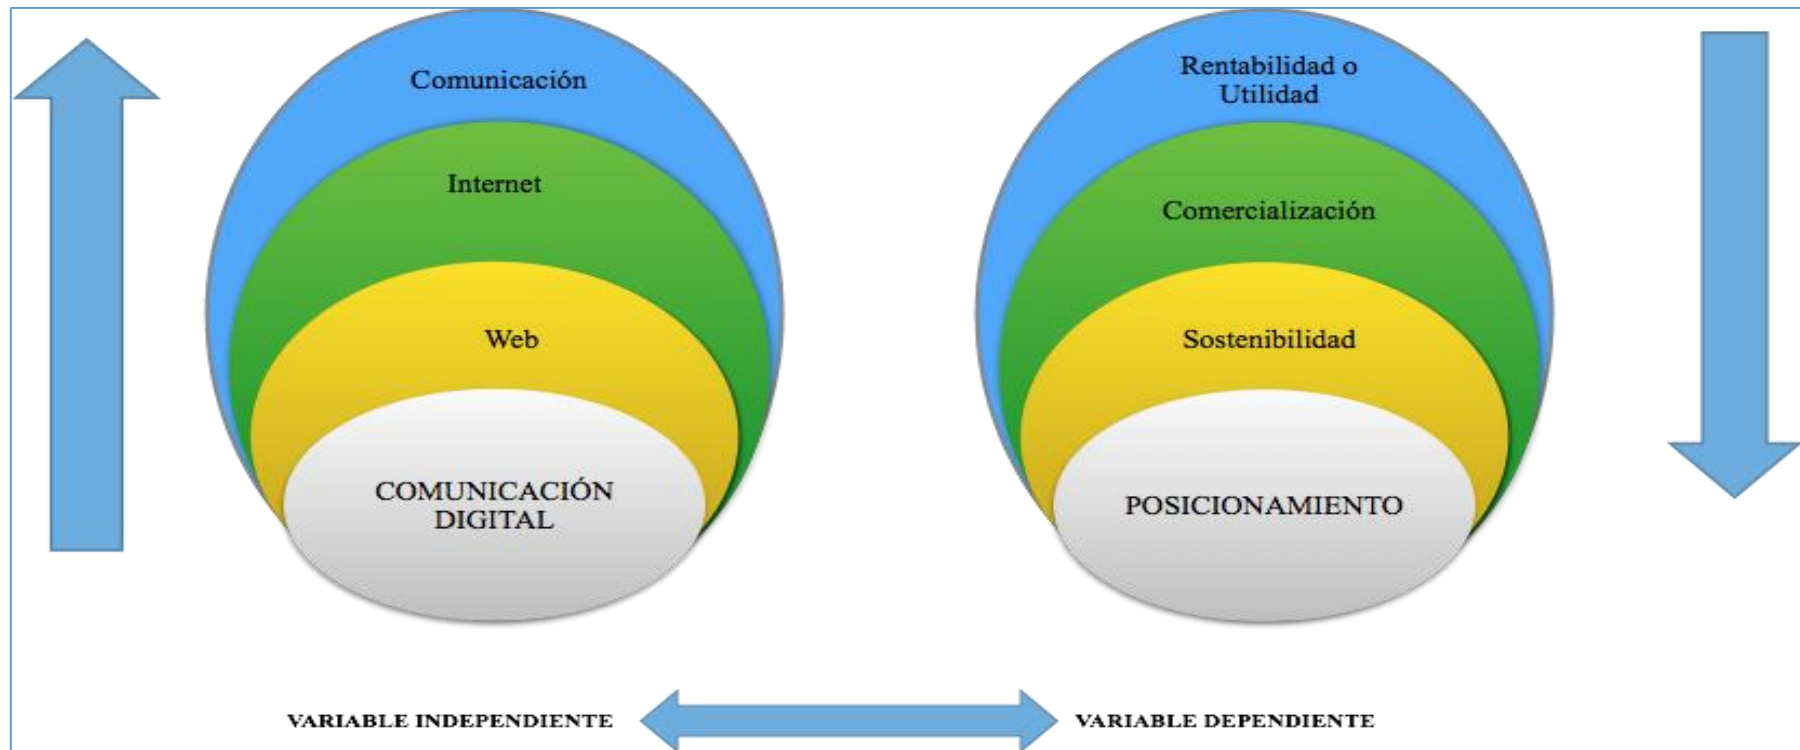 Comunicación
Internet
Web
COMUNICACIÓN
DIGITAL
Rentabilidad o
Utilidad
Comercialización
Sostenibilidad
POSICIONAMIENTO
VARIABLE INDEPENDIENTE
VARIABLE DEPENDIENTE